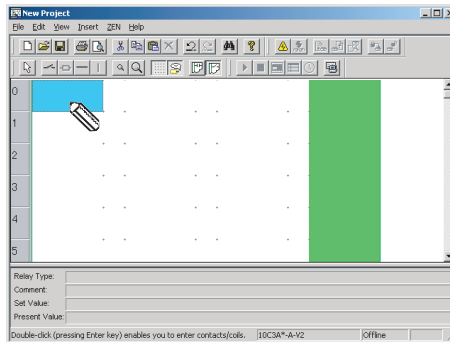 New Project
File Edit View Insert ZEN Help
0
1
2
3
4
5
Relay Type:
Comment:
Set Value:
Present Value:
Double-click (pressing Enter key) enables you to enter contacts/coils. 10C3A*-A-V2 Offline